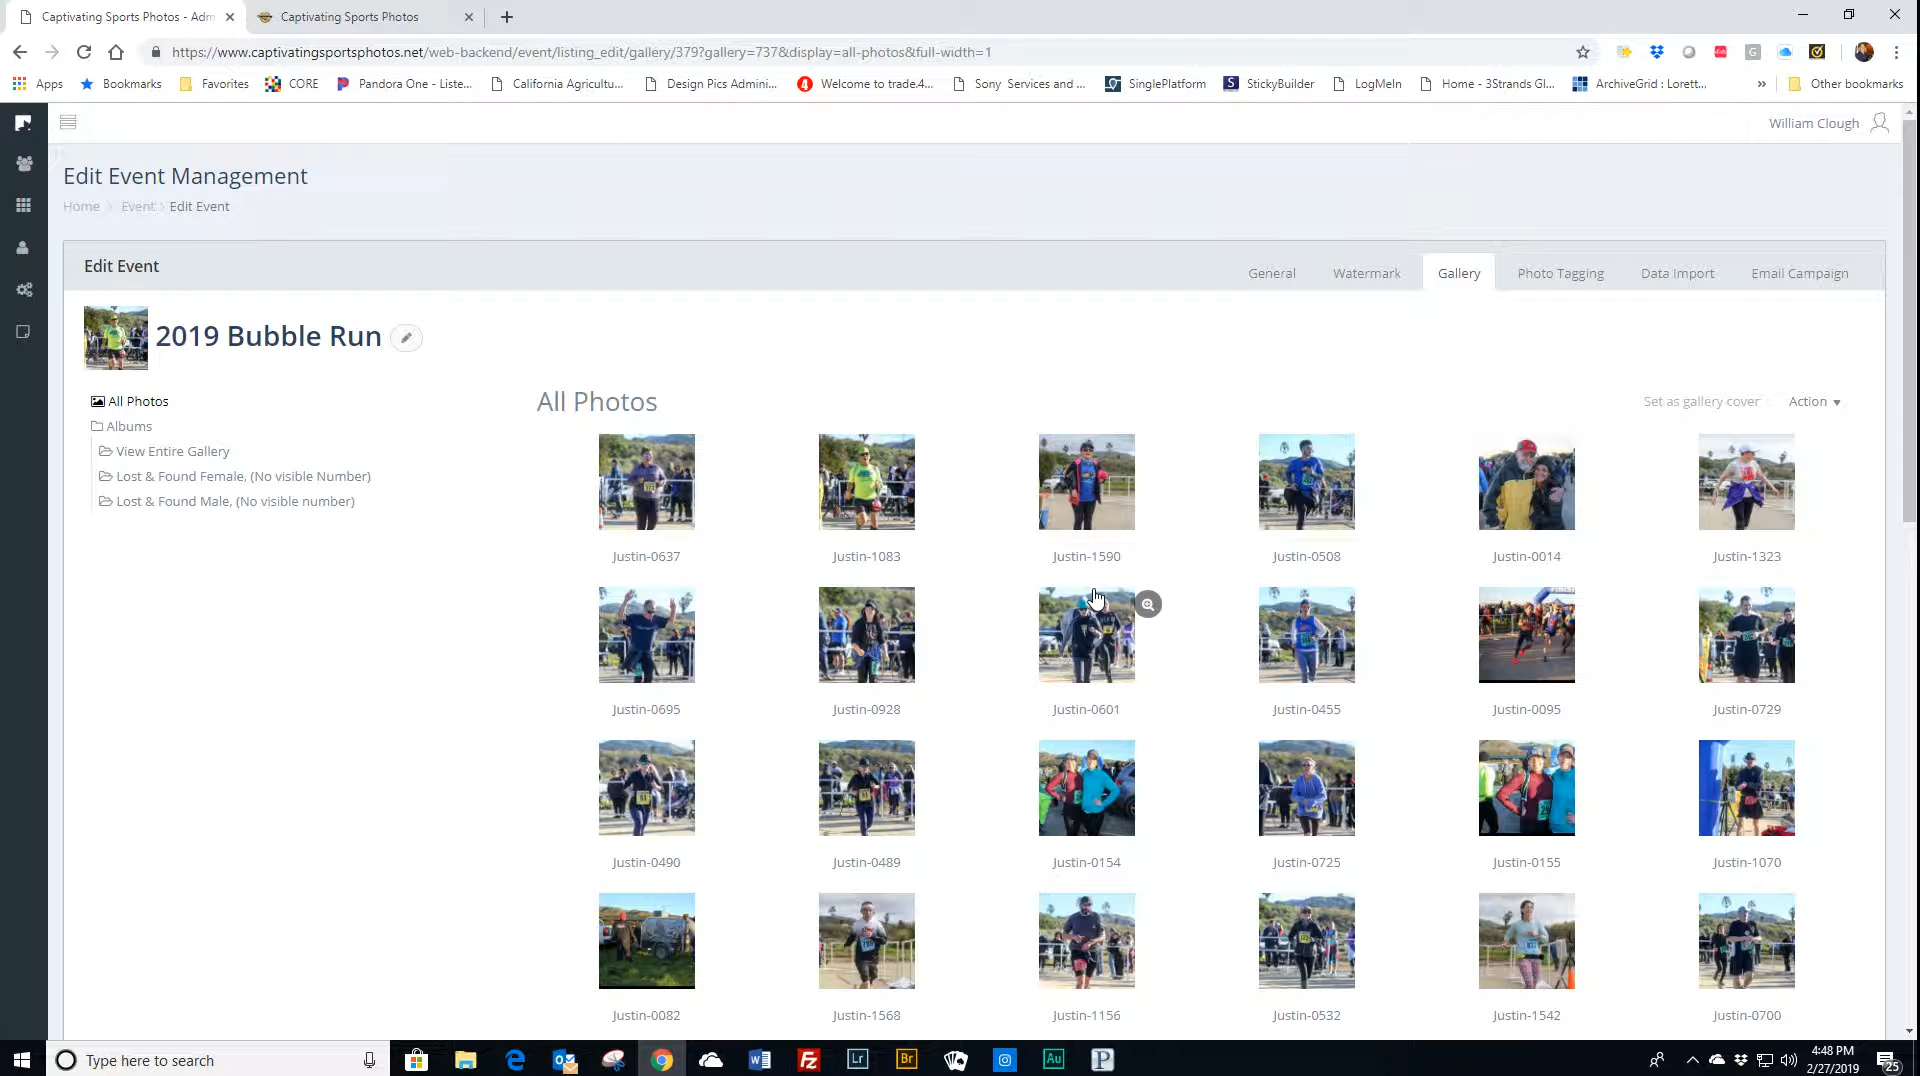 Captivating Sports Photos - Adm
Captivating Sports Photos
https://www.captivatingsportsphotos.net/web-backend/event/listing_edit/gallery/379?gallery=737&display=all-photos&full-width=1
Apps Bookmarks Favorites CORE Pandora One - Liste... California Agricultu... Design Pics Admini... Welcome to trade.4... Sony Services and ... SinglePlatform StickyBuilder LogMeIn Home - 3Strands Gl... ArchiveGrid : Lorett... » Other bookmarks
William Clough
Edit Event Management
Home > Event > Edit Event
Edit Event
General Watermark Gallery Photo Tagging Data Import Email Campaign
2019 Bubble Run
All Photos
Albums
View Entire Gallery
Lost & Found Female, (No visible Number)
Lost & Found Male, (No visible number)
All Photos
Set as gallery cover Action
Justin-0637 Justin-1083 Justin-1590 Justin-0508 Justin-0014 Justin-1323
Justin-0695 Justin-0928 Justin-0601 Justin-0455 Justin-0095 Justin-0729
Justin-0490 Justin-0489 Justin-0154 Justin-0725 Justin-0155 Justin-1070
Justin-0082 Justin-1568 Justin-1156 Justin-0532 Justin-1542 Justin-0700
Type here to search
Lr Br Au P
4:48 PM
2/27/2019
25